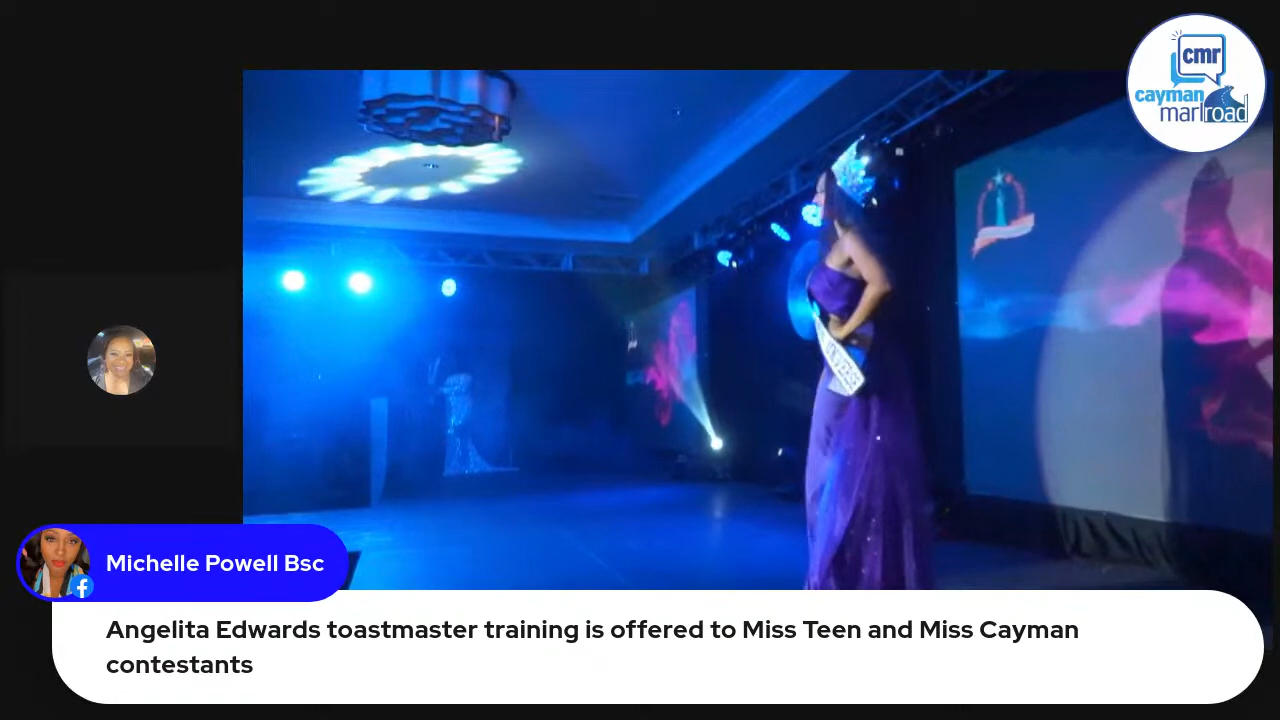 cmr
cayman
marlroad
UNIVERSE
Michelle Powell Bsc
Angelita Edwards toastmaster training is offered to Miss Teen and Miss Cayman
contestants